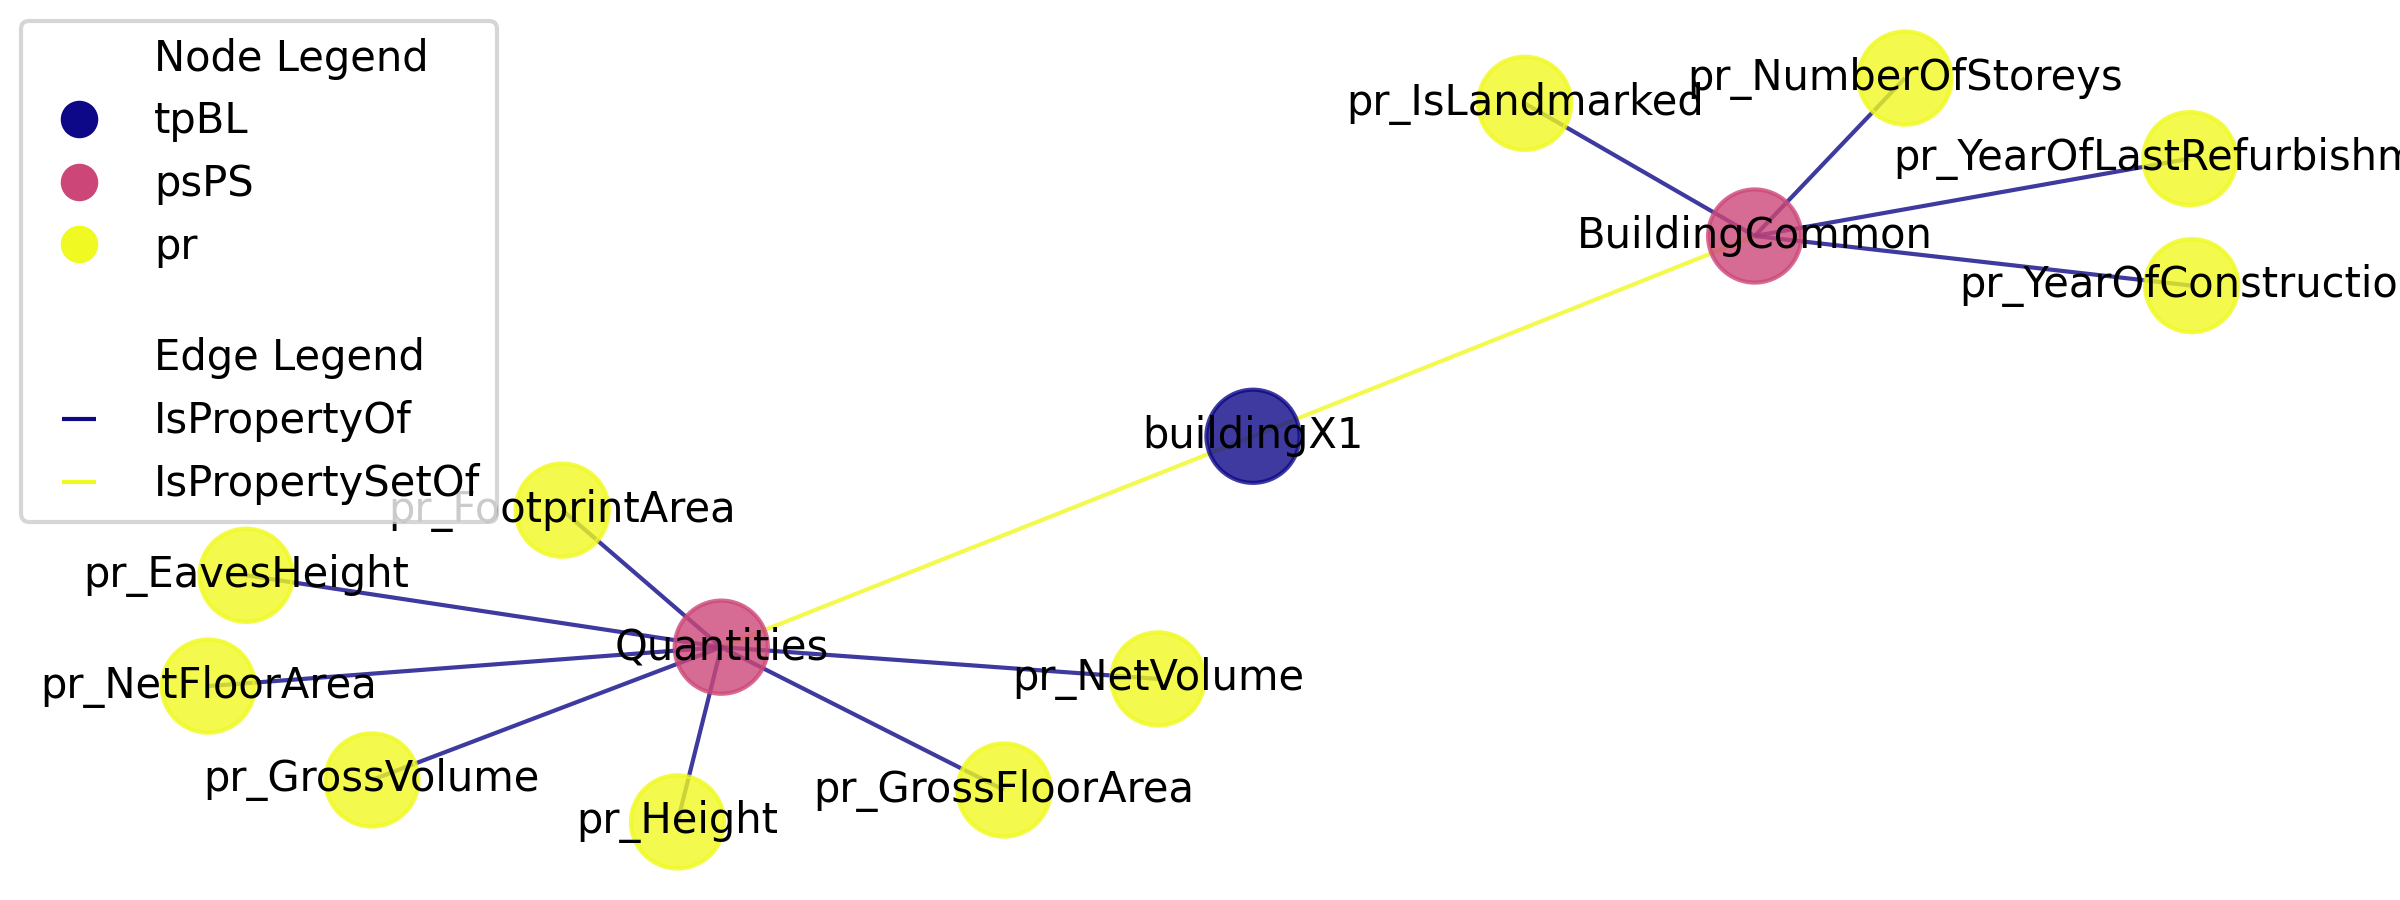 Node Legend
tpBL
psPS
pr
Edge Legend
IsPropertyOf
IsPropertySetOf
pr_IsLandmarked
pr_NumberOfStoreys
pr_YearOfLastRefurbishm
BuildingCommon
pr_YearOfConstructio
buildingX1
pr_FootprintArea
pr_EavesHeight
Quantities
pr_NetFloorArea
pr_NetVolume
pr_GrossVolume
pr_GrossFloorArea
pr_Height